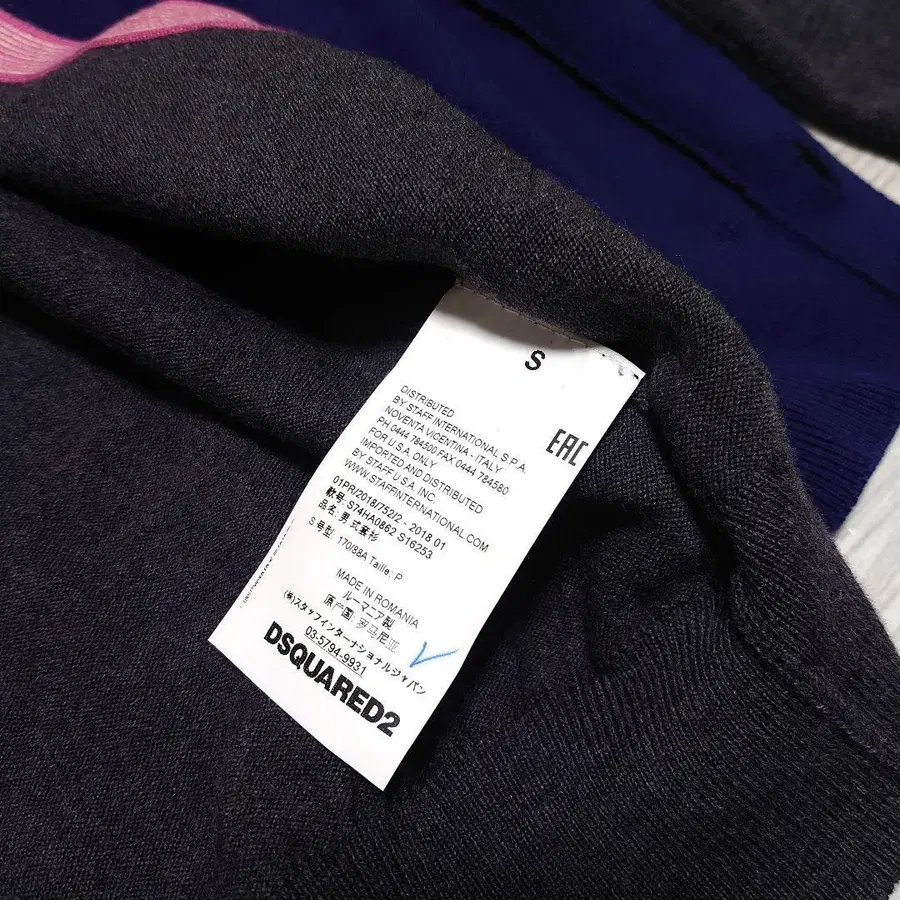 S
EAC
DISTRIBUTED
BY STAFF INTERNATIONAL S.P.A.
NOVENTA VICENTINA - ITALY
PH 0444 784500 FAX 0444 784580
FOR U.S.A. ONLY
IMPORTED AND DISTRIBUTED
BY STAFF U.S.A. INC.
WWW.STAFFINTERNATIONAL.COM
01PR/2018/752/2 - 2018 01
款号: S74HA0862 S16253
品名: 男式套衫
S 号型: 170/88A Taille: P
MADE IN ROMANIA
ルーマニア製
原产国: 罗马尼亚
(株)スタッフインターナショナルジャパン
03-5794-9931
DSQUARED2